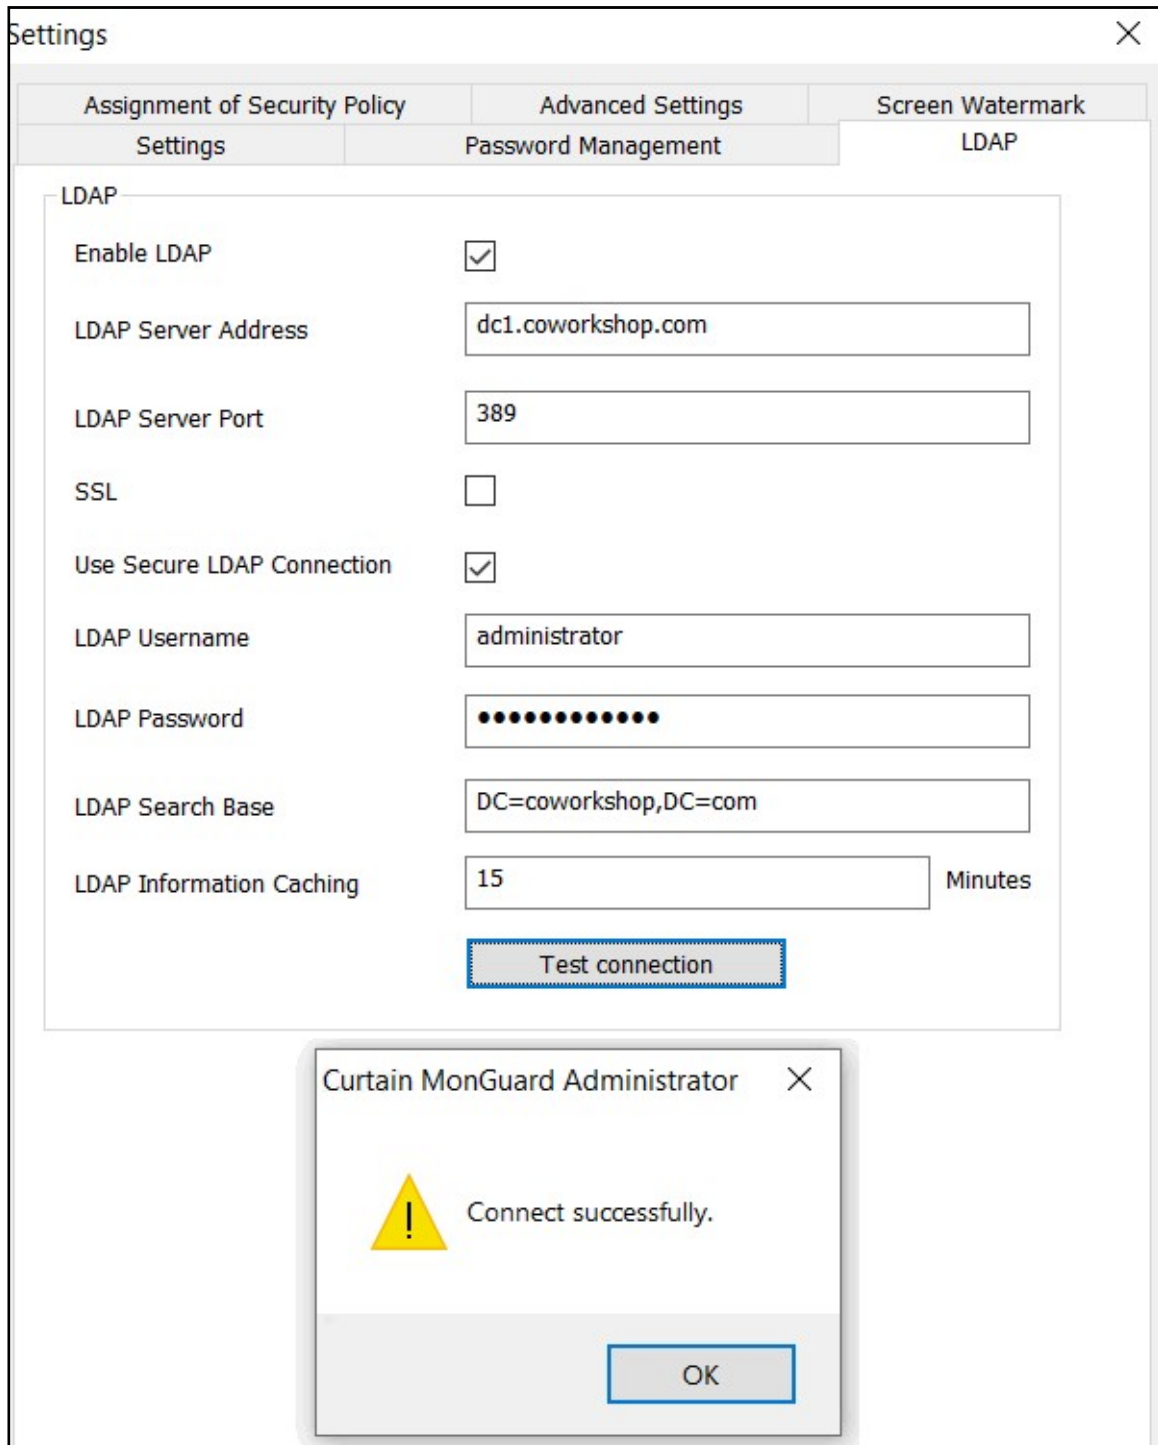 Settings
Assignment of Security Policy Advanced Settings Screen Watermark
Settings Password Management LDAP
LDAP
Enable LDAP
LDAP Server Address dc1.coworkshop.com
LDAP Server Port 389
SSL
Use Secure LDAP Connection
LDAP Username administrator
LDAP Password ●●●●●●●●●●●●
LDAP Search Base DC=coworkshop,DC=com
LDAP Information Caching 15 Minutes
Test connection
Curtain MonGuard Administrator
Connect successfully.
OK